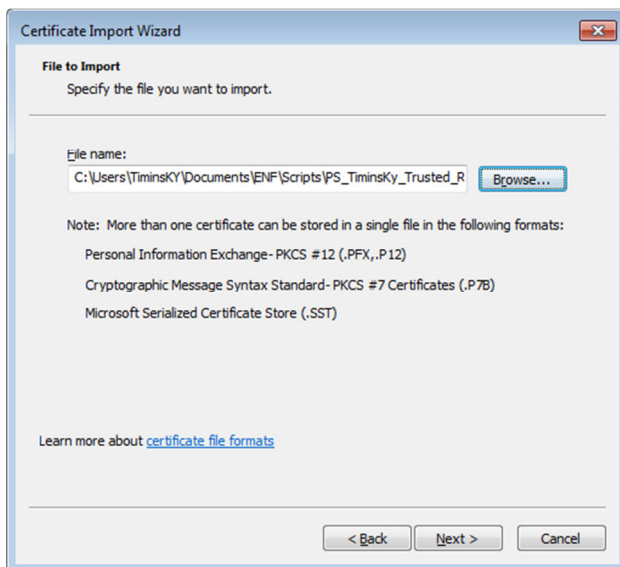 Certificate Import Wizard
File to Import
Specify the file you want to import.
File name:
C:\Users\TiminsKY\Documents\ENF\Scripts\PS_TiminsKy_Trusted_R
Browse...
Note: More than one certificate can be stored in a single file in the following formats:
Personal Information Exchange- PKCS #12 (.PFX,.P12)
Cryptographic Message Syntax Standard- PKCS #7 Certificates (.P7B)
Microsoft Serialized Certificate Store (.SST)
Learn more about certificate file formats
< Back Next > Cancel